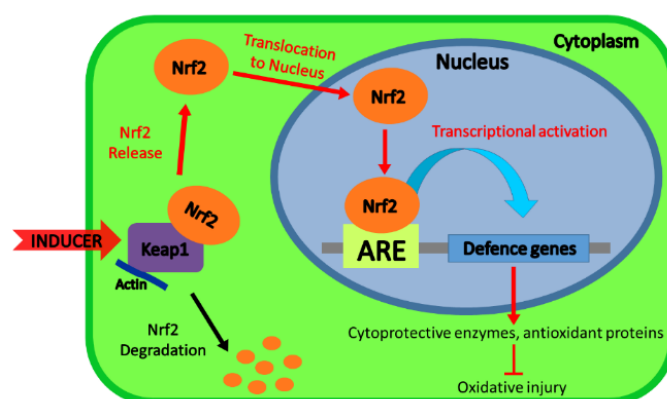 Cytoplasm
Translocation
to Nucleus
Nucleus
Nrf2
Nrf2
Nrf2
Release
Transcriptional activation
Nrf2
Nrf2
INDUCER
Keap1
ARE
Defence genes
Actin
Nrf2
Degradation
Cytoprotective enzymes, antioxidant proteins
Oxidative injury